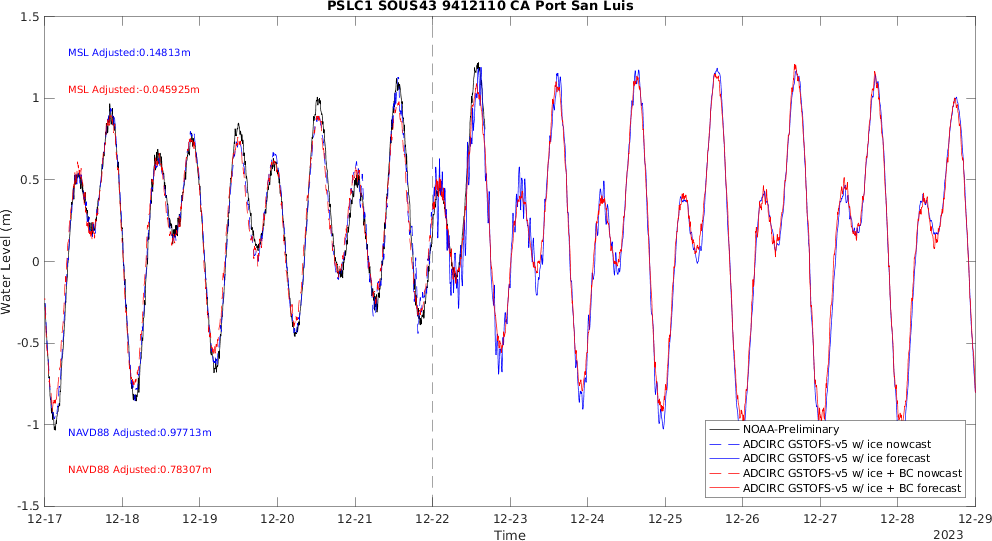 PSLC1 SOUS43 9412110 CA Port San Luis
1.5
MSL Adjusted:0.14813m
MSL Adjusted:-0.045925m
1
0.5
0
-0.5
-1
-1.5
Water Level (m)
NAVD88 Adjusted:0.97713m
NAVD88 Adjusted:0.78307m
NOAA-Preliminary
ADCIRC GSTOFS-v5 w/ ice nowcast
ADCIRC GSTOFS-v5 w/ ice forecast
ADCIRC GSTOFS-v5 w/ ice + BC nowcast
ADCIRC GSTOFS-v5 w/ ice + BC forecast
12-17 12-18 12-19 12-20 12-21 12-22 12-23 12-24 12-25 12-26 12-27 12-28 12-29
Time
2023